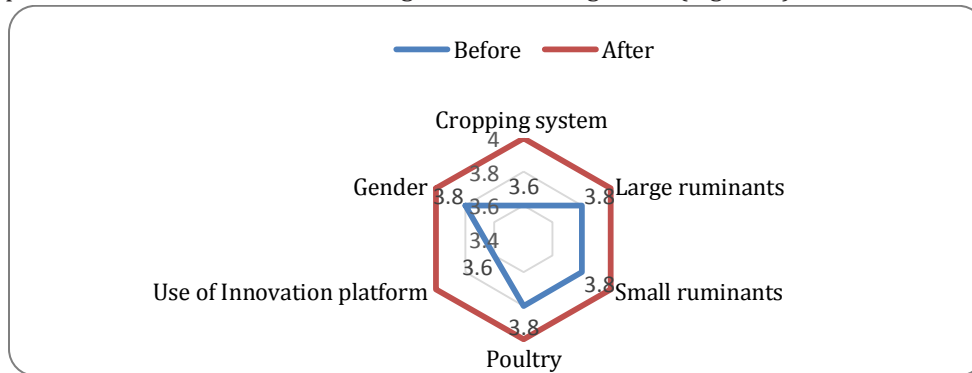 Before After
Cropping system
4
3.8 3.6
Gender 3.8 3.8 Large ruminants
3.6
3.4
3.6
Use of Innovation platform 3.8 Small ruminants
3.8
Poultry